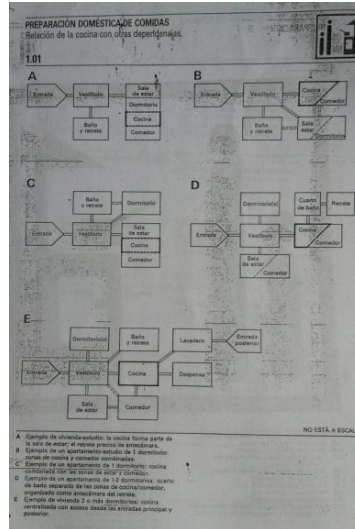 PREPARACIÓN DOMÉSTICA DE COMIDAS
Relación de la cocina con otras dependencias.
1.01
A
Entrada
Vestíbulo
Sala
de estar
Dormitorio
Cocina
Comedor
Baño
y retrete
B
Entrada
Vestíbulo
Cocina
Comedor
Baño
y retrete
Sala
estar
Dormitorio
C
Baño
y retrete
Dormitorio
Entrada
Vestíbulo
Sala
de estar
Cocina
Comedor
D
Dormitorio(s)
Cuarto
de baño
Retrete
Entrada
Vestíbulo
Cocina
Comedor
Sala
de estar
Comedor
E
Dormitorio(s)
Baño
y retrete
Lavadero
Entrada
posterior
Entrada
Vestíbulo
Cocina
Despensa
Sala
de estar
Comedor
NO ESTÁ A ESCAL
A Ejemplo de vivienda-estudio: la cocina forma parte de
la sala de estar; el retrete precisa de antecámara.
B Ejemplo de un apartamento-estudio de 1 dormitorio:
zonas de cocina y comedor combinadas.
C Ejemplo de un apartamento de 1 dormitorio: cocina
combinada con las zonas de estar y comedor.
Ejemplo de un apartamento de 1-2 dormitorios: cuarto
de baño separado de las zonas de cocina/comedor,
organizado como antecámara del retrete.
E Ejemplo de vivienda 2 o más dormitorios: cocina
centralizada con acceso desde las entradas principal y
posterior.